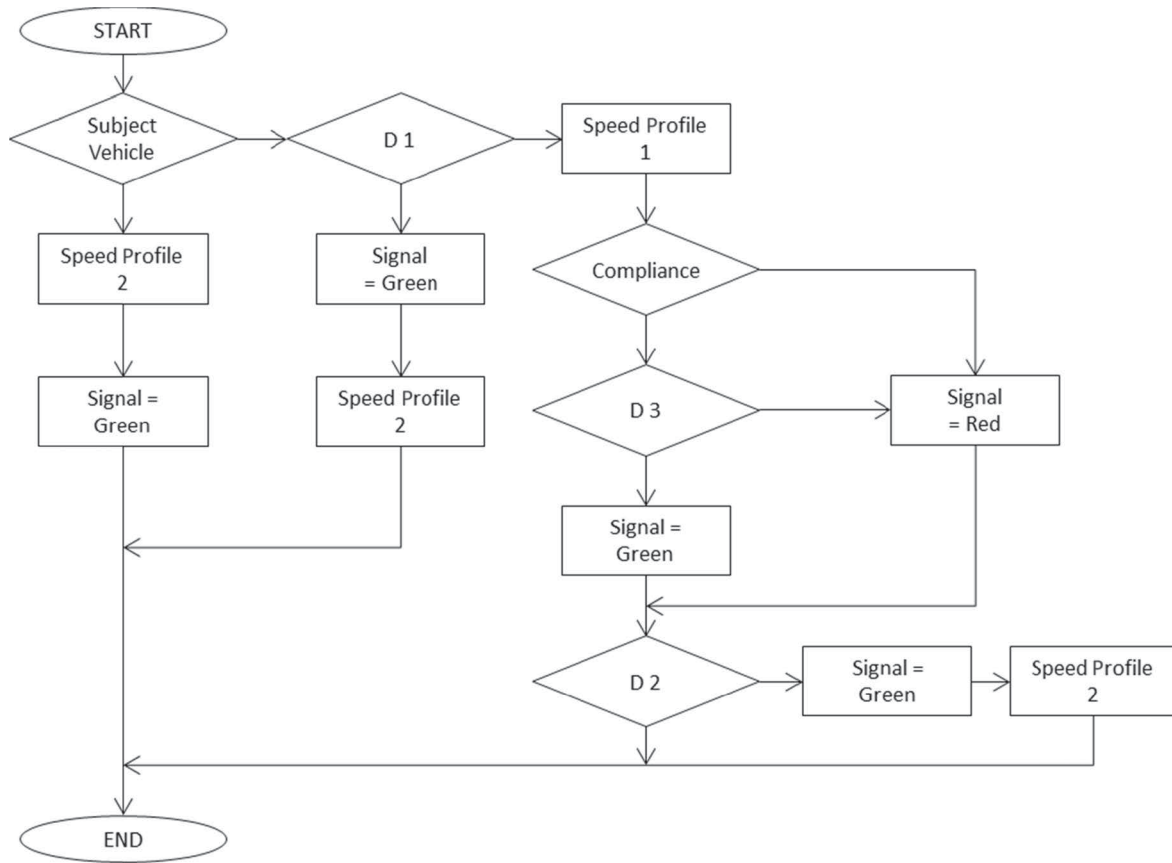 START
Subject
Vehicle
D 1
Speed Profile
1
Speed Profile
2
Signal
= Green
Compliance
Signal =
Green
Speed Profile
2
D 3
Signal
= Red
Signal =
Green
D 2
Signal =
Green
Speed Profile
2
END